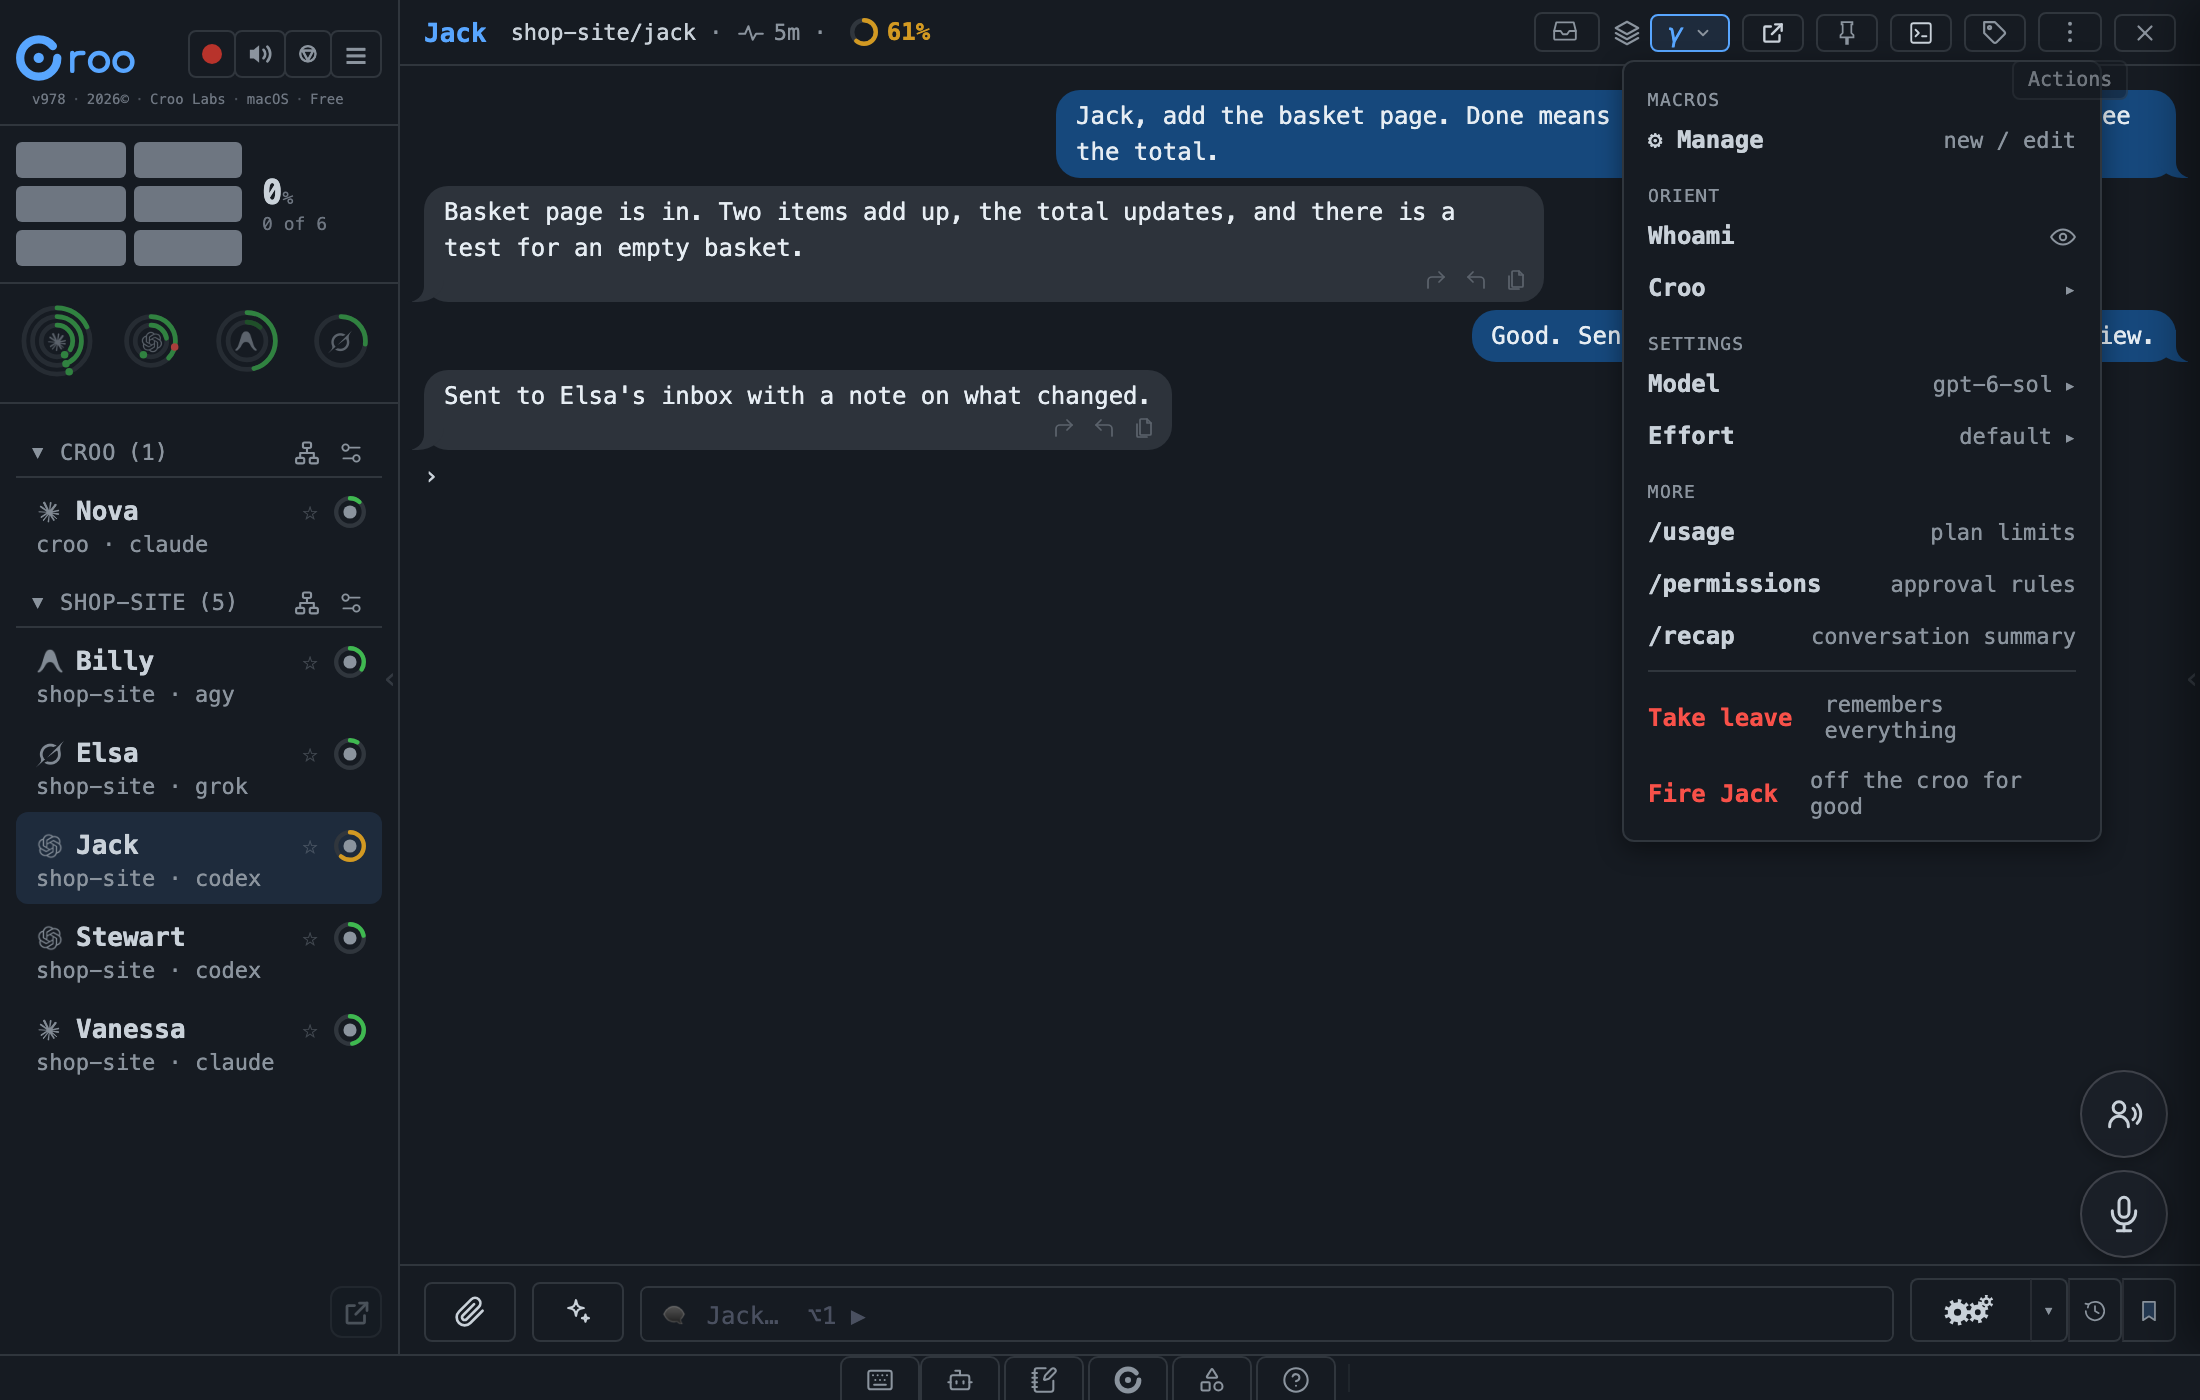 Croo
v978 · 2026© · Croo Labs · macOS · Free
0%
0 of 6
▼ CROO (1)
Nova
croo · claude
▼ SHOP-SITE (5)
Billy
shop-site · agy
Elsa
shop-site · grok
Jack
shop-site · codex
Stewart
shop-site · codex
Vanessa
shop-site · claude
Jack shop-site/jack · 5m · 61%
γ
Actions
Jack, add the basket page. Done means
the total.
Basket page is in. Two items add up, the total updates, and there is a
test for an empty basket.
Good.
Sent to Elsa's inbox with a note on what changed.
›
MACROS
⚙ Manage new / edit
ORIENT
Whoami
Croo ▸
SETTINGS
Model gpt-6-sol ▸
Effort default ▸
MORE
/usage plan limits
/permissions approval rules
/recap conversation summary
Take leave remembers
everything
Fire Jack off the croo for
good
Jack… ⌥1 ▶